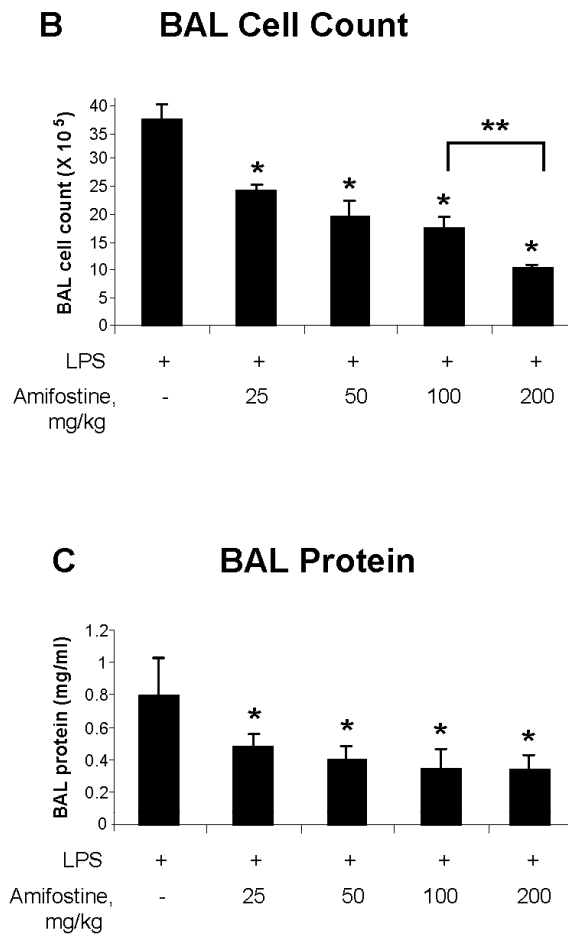 B BAL Cell Count
BAL cell count (X 10⁵)
40
35
30
25
20
15
10
5
0
* * * * **
LPS + + + + +
Amifostine, mg/kg - 25 50 100 200
C BAL Protein
BAL protein (mg/ml)
1.2
1
0.8
0.6
0.4
0.2
0
* * * *
LPS + + + + +
Amifostine, mg/kg - 25 50 100 200